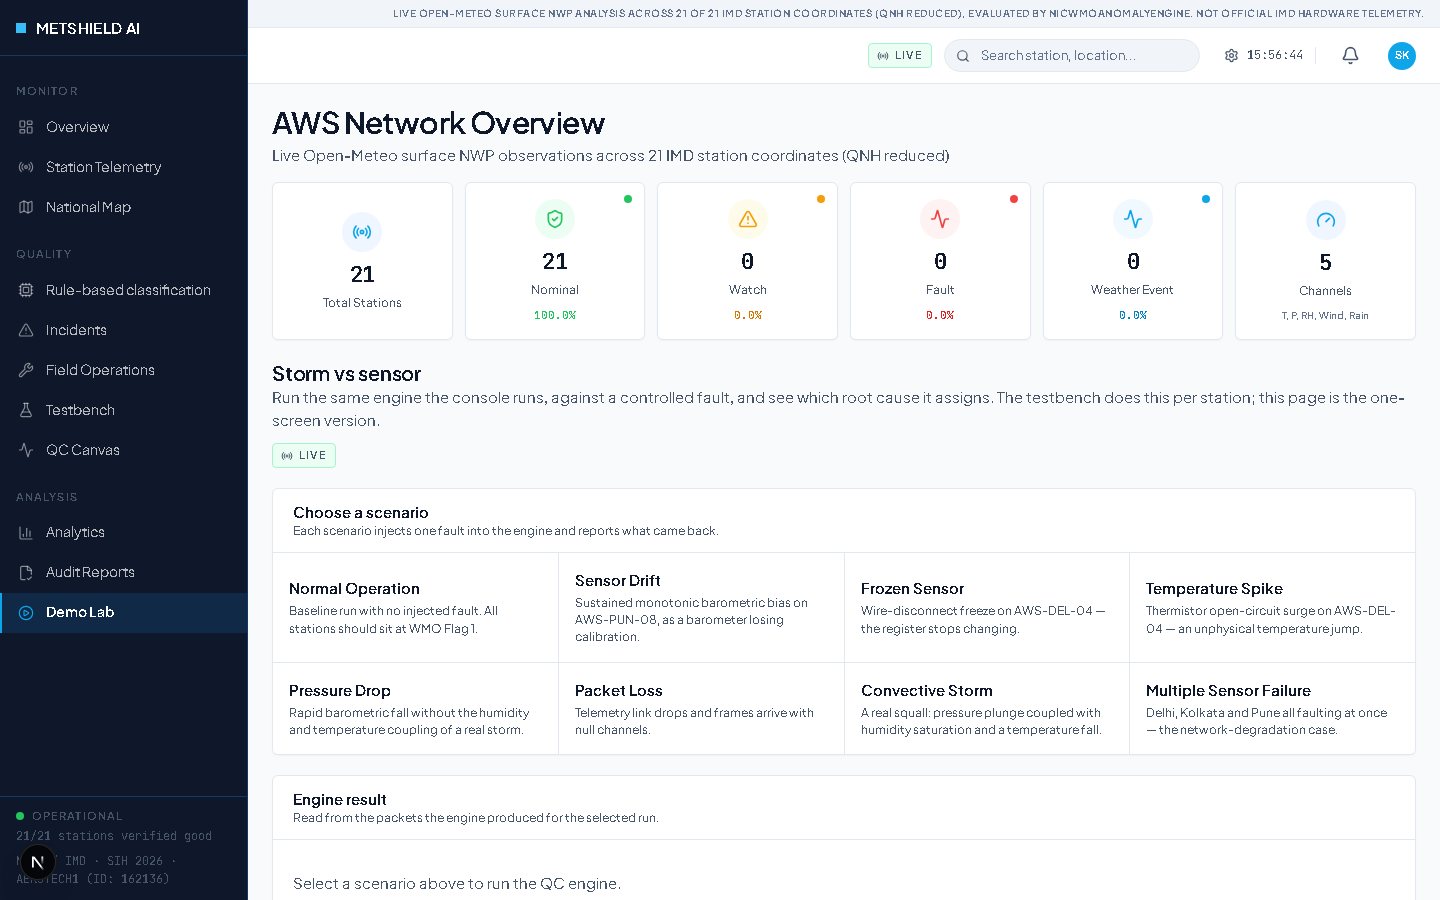 METSHIELD AI
LIVE OPEN-METEO SURFACE NWP ANALYSIS ACROSS 21 OF 21 IMD STATION COORDINATES (QNH REDUCED), EVALUATED BY NICWMOANOMALYENGINE. NOT OFFICIAL IMD HARDWARE TELEMETRY.
LIVE
Search station, location...
15:56:44
SK
MONITOR
Overview
Station Telemetry
National Map
QUALITY
Rule-based classification
Incidents
Field Operations
Testbench
QC Canvas
ANALYSIS
Analytics
Audit Reports
Demo Lab
OPERATIONAL
21/21 stations verified good
IMD · SIH 2026 ·
(ID: 162136)
N
AWS Network Overview
Live Open-Meteo surface NWP observations across 21 IMD station coordinates (QNH reduced)
21
Total Stations
21
Nominal
100.0%
0
Watch
0.0%
0
Fault
0.0%
0
Weather Event
0.0%
5
Channels
T, P, RH, Wind, Rain
Storm vs sensor
Run the same engine the console runs, against a controlled fault, and see which root cause it assigns. The testbench does this per station; this page is the one-
screen version.
LIVE
Choose a scenario
Each scenario injects one fault into the engine and reports what came back.
Normal Operation
Baseline run with no injected fault. All
stations should sit at WMO Flag 1.
Sensor Drift
Sustained monotonic barometric bias on
AWS-PUN-08, as a barometer losing
calibration.
Frozen Sensor
Wire-disconnect freeze on AWS-DEL-04 —
the register stops changing.
Temperature Spike
Thermistor open-circuit surge on AWS-DEL-
04 — an unphysical temperature jump.
Pressure Drop
Rapid barometric fall without the humidity
and temperature coupling of a real storm.
Packet Loss
Telemetry link drops and frames arrive with
null channels.
Convective Storm
A real squall: pressure plunge coupled with
humidity saturation and a temperature fall.
Multiple Sensor Failure
Delhi, Kolkata and Pune all faulting at once
— the network-degradation case.
Engine result
Read from the packets the engine produced for the selected run.
Select a scenario above to run the QC engine.